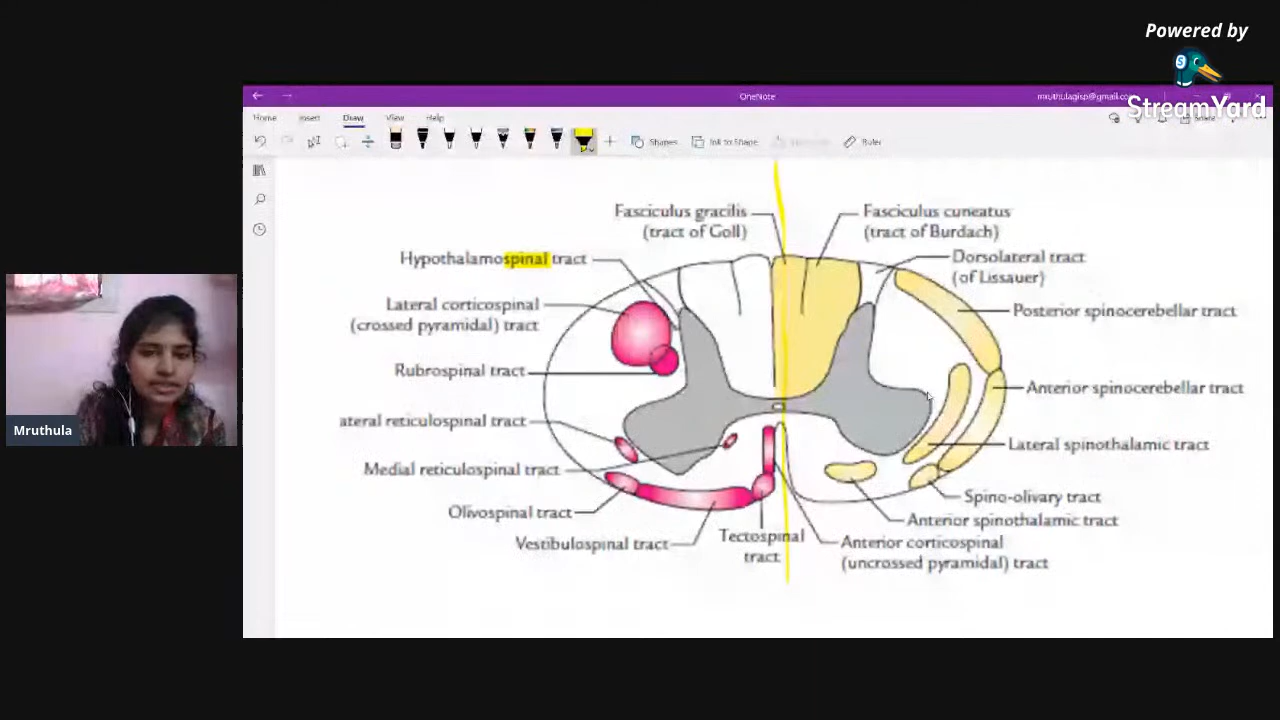 Powered by
StreamYard
OneNote
Home Insert Draw View Help
Shapes Ink to Shape Ruler
Fasciculus gracilis
(tract of Goll)
Fasciculus cuneatus
(tract of Burdach)
Hypothalamospinal tract
Dorsolateral tract
(of Lissauer)
Lateral corticospinal
(crossed pyramidal) tract
Posterior spinocerebellar tract
Rubrospinal tract
Anterior spinocerebellar tract
ateral reticulospinal tract
Lateral spinothalamic tract
Medial reticulospinal tract
Spino-olivary tract
Olivospinal tract
Anterior spinothalamic tract
Vestibulospinal tract
Tectospinal
tract
Anterior corticospinal
(uncrossed pyramidal) tract
Mruthula